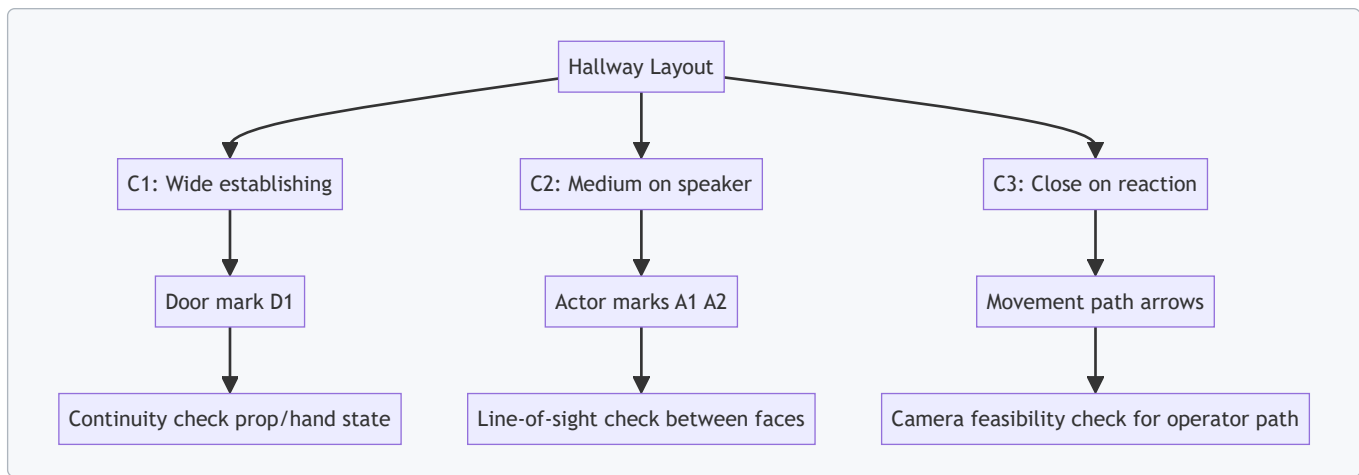 Hallway Layout
C1: Wide establishing
C2: Medium on speaker
C3: Close on reaction
Door mark D1
Actor marks A1 A2
Movement path arrows
Continuity check prop/hand state
Line-of-sight check between faces
Camera feasibility check for operator path